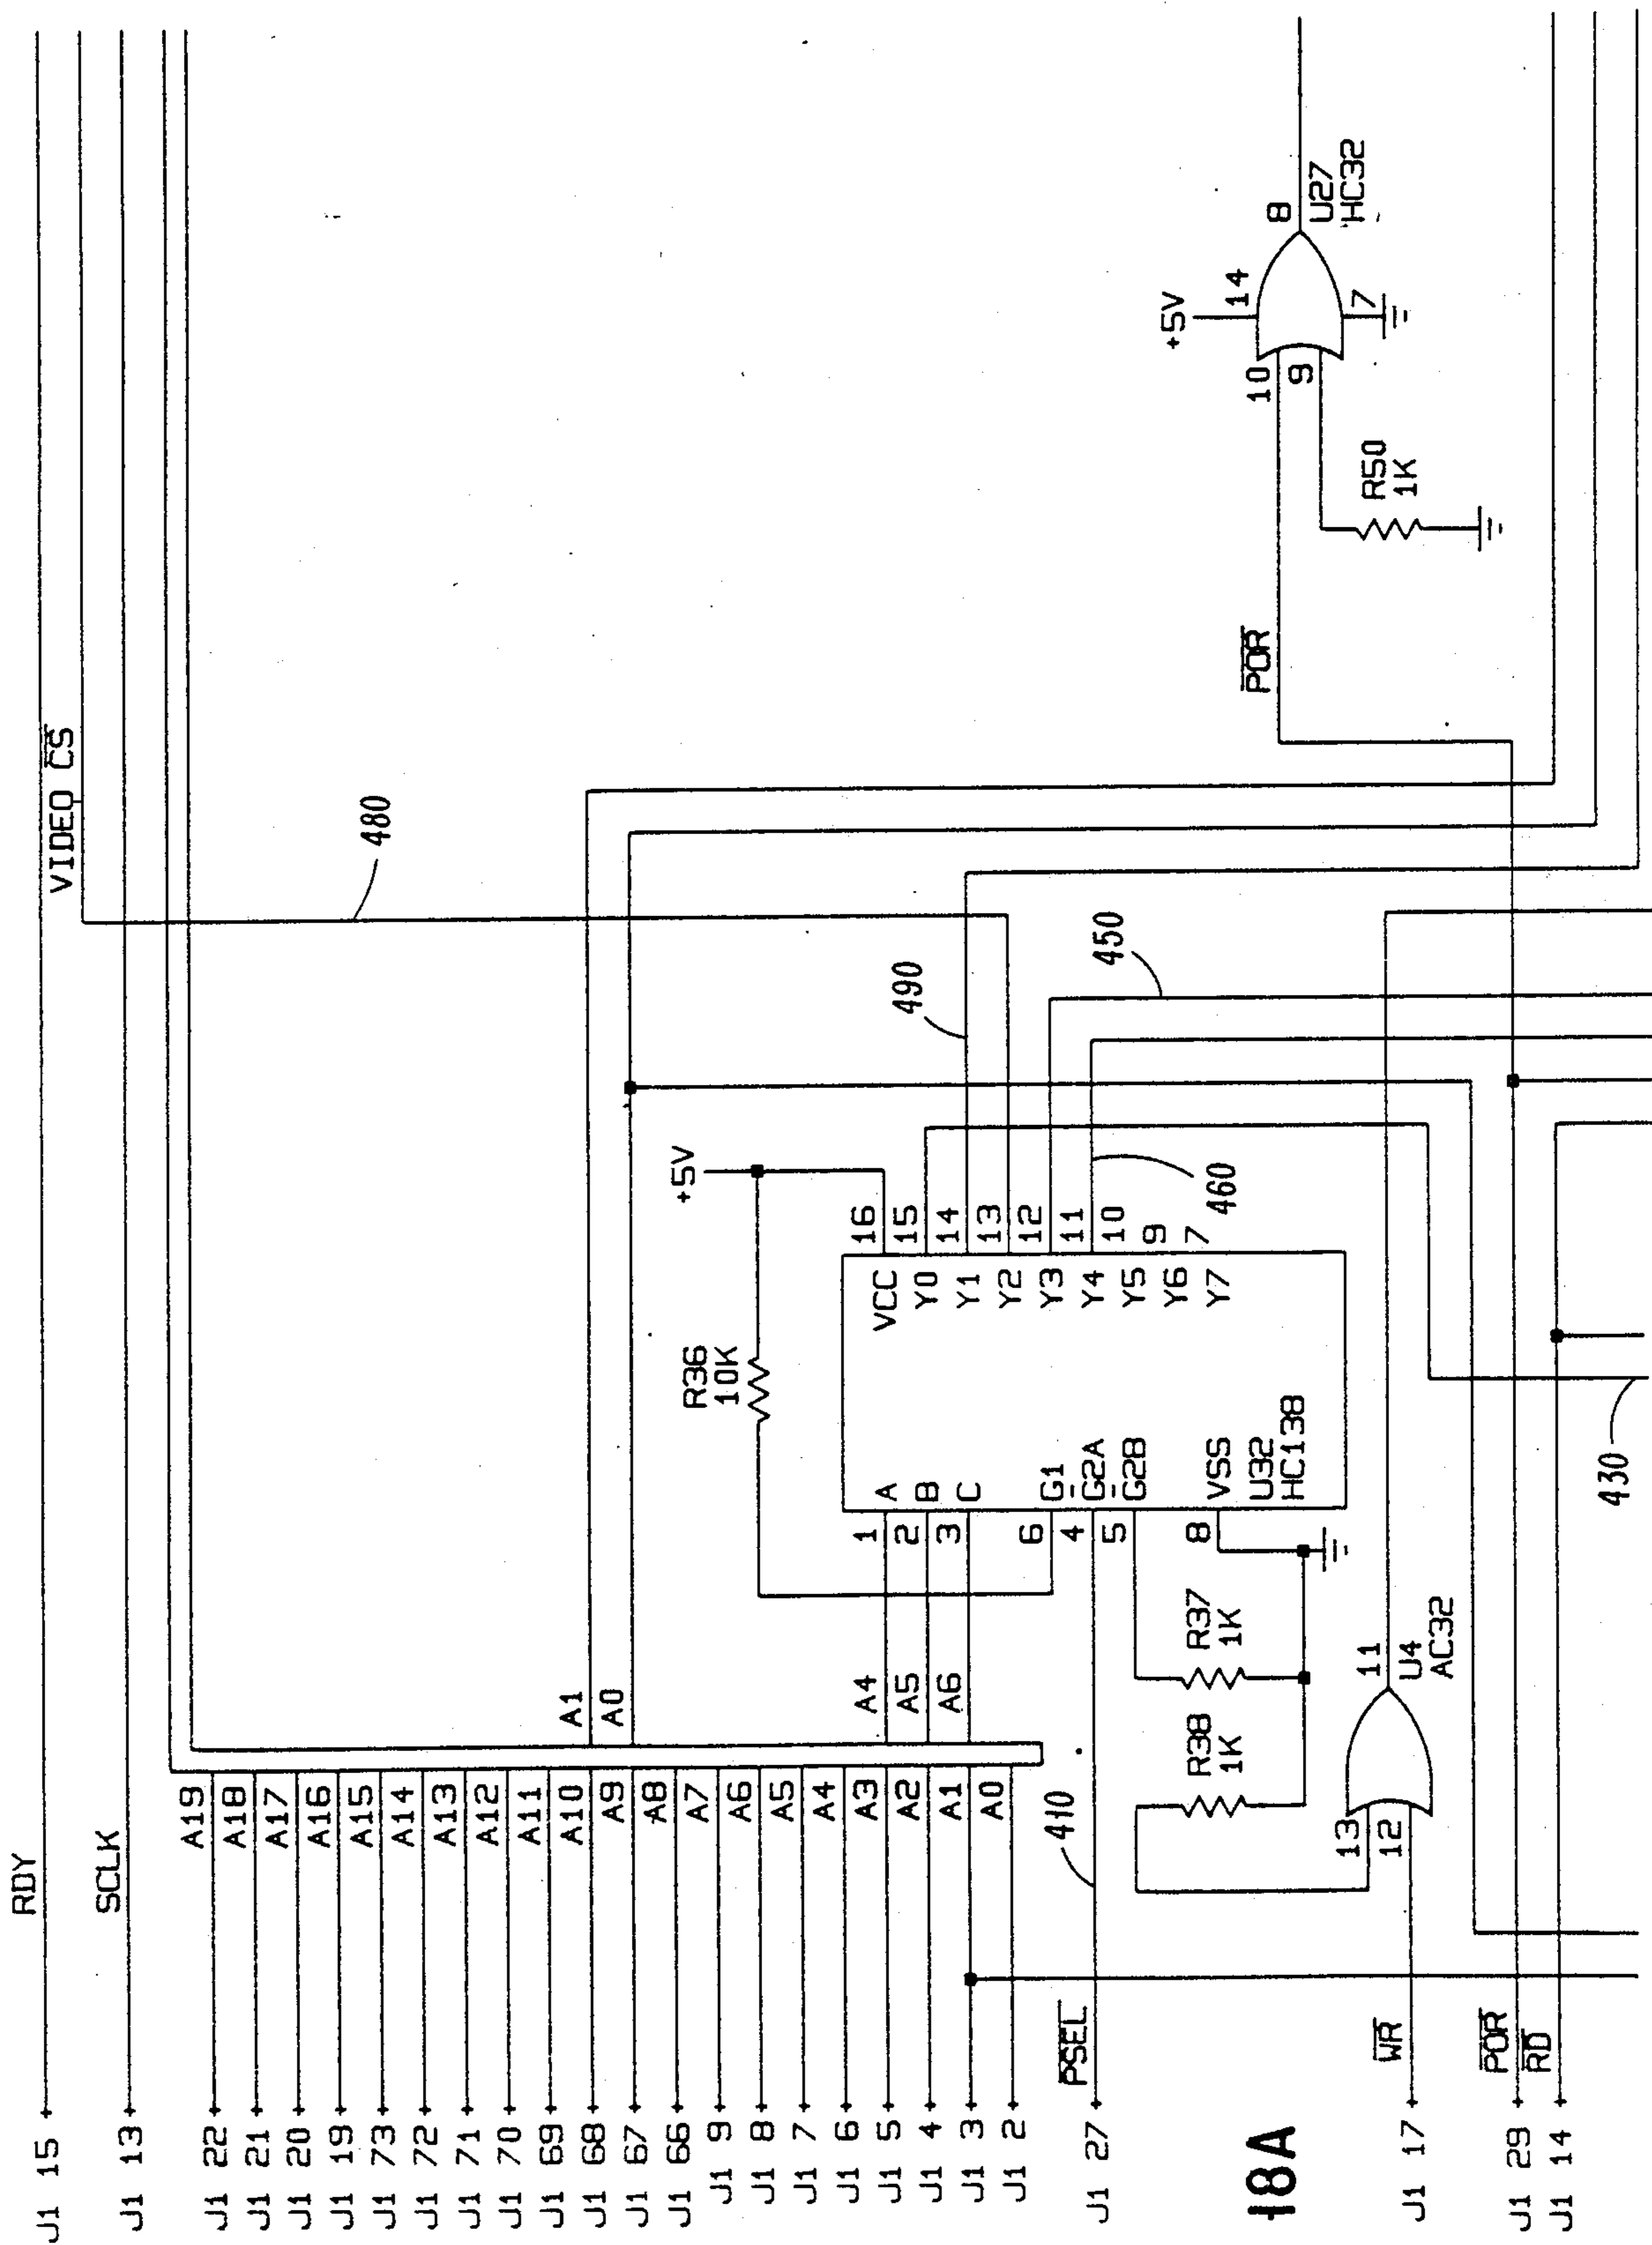 J1 15 RDY
VIDEO CS
J1 13 SCLK
J1 22 A19
J1 21 A18
J1 20 A17
J1 19 A16
J1 73 A15
J1 72 A14
J1 71 A13
J1 70 A12
J1 69 A11
J1 68 A10
J1 67 A9
J1 66 A8
J1 9 A7
J1 8 A6
J1 7 A5
J1 6 A4
J1 5 A3
J1 4 A2
J1 3 A1
J1 2 A0
A1
A0
A4
A5
A6
480
490
450
460
410
430
R36
10K
+5V
1 A
2 B
3 C
6 G1
4 G2A
5 G2B
8 VSS
U32
HC138
VCC 16
Y0 15
Y1 14
Y2 13
Y3 12
Y4 11
Y5 10
Y6 9
Y7 7
R37
1K
R38
1K
J1 27 PSEL
13
12
11
U4
AC32
J1 17 WR
J1 29 POR
J1 14 RD
POR
R50
1K
+5V
14
10
9
8
7
U27
HC32
18A